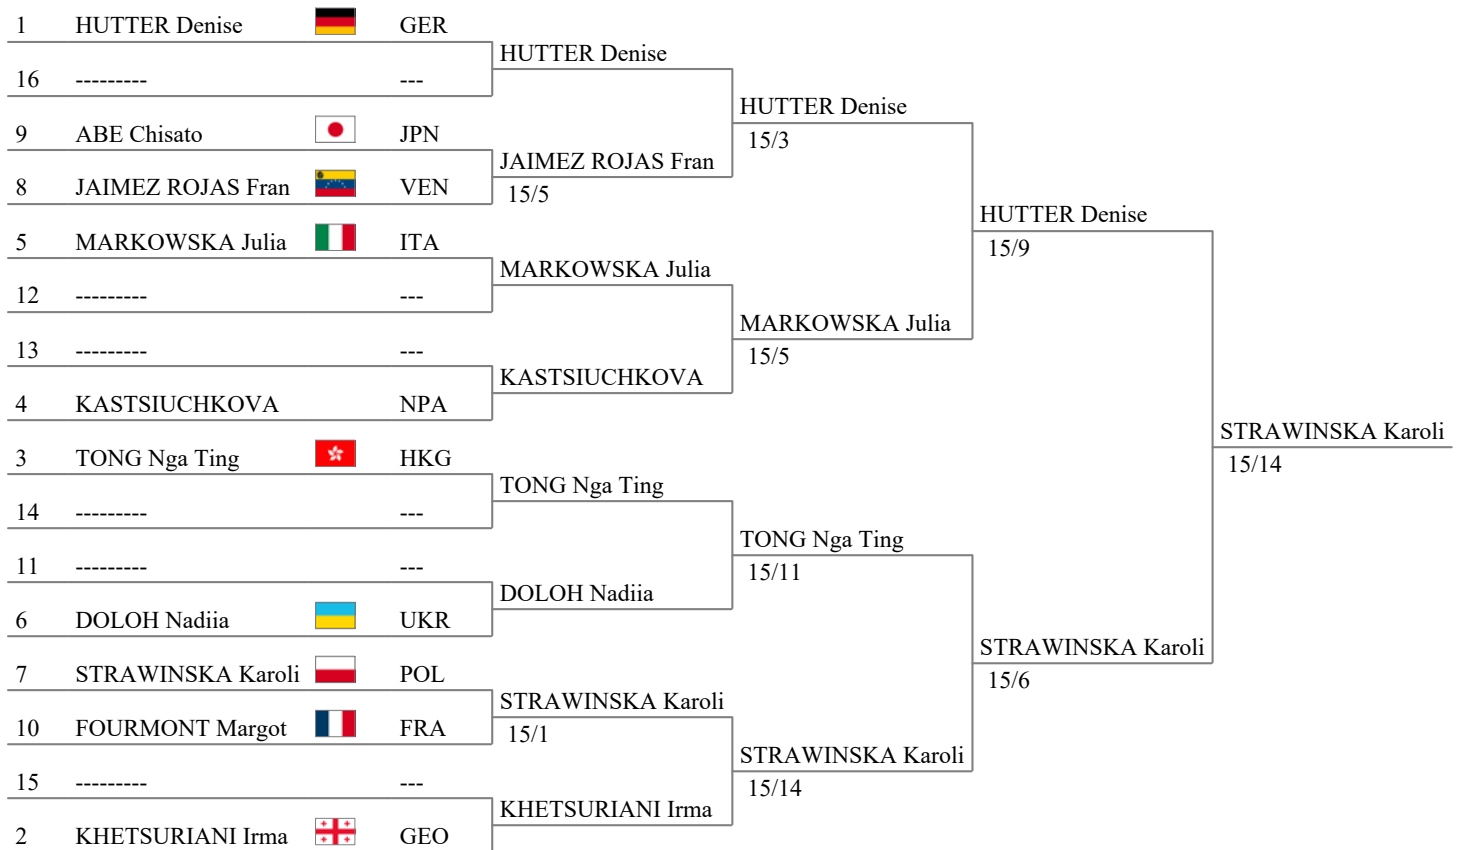 1 HUTTER Denise GER
HUTTER Denise
16 --------- ---
HUTTER Denise
15/3
9 ABE Chisato JPN
JAIMEZ ROJAS Fran
15/5
8 JAIMEZ ROJAS Fran VEN
HUTTER Denise
15/9
5 MARKOWSKA Julia ITA
MARKOWSKA Julia
12 --------- ---
MARKOWSKA Julia
15/5
13 --------- ---
KASTSIUCHKOVA
4 KASTSIUCHKOVA NPA
STRAWINSKA Karoli
15/14
3 TONG Nga Ting HKG
TONG Nga Ting
14 --------- ---
TONG Nga Ting
15/11
11 --------- ---
DOLOH Nadiia
6 DOLOH Nadiia UKR
STRAWINSKA Karoli
15/6
7 STRAWINSKA Karoli POL
STRAWINSKA Karoli
15/1
10 FOURMONT Margot FRA
STRAWINSKA Karoli
15/14
15 --------- ---
KHETSURIANI Irma
2 KHETSURIANI Irma GEO